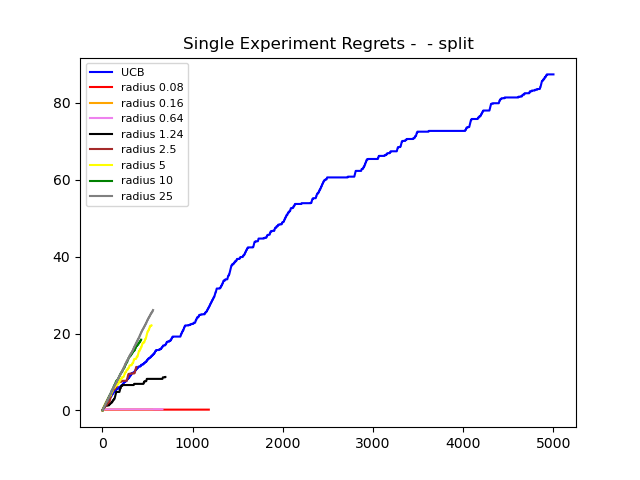 Single Experiment Regrets -  - split
UCB
radius 0.08
radius 0.16
radius 0.64
radius 1.24
radius 2.5
radius 5
radius 10
radius 25
80
60
40
20
0
0 1000 2000 3000 4000 5000